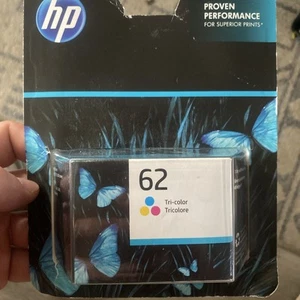 hp
PROVEN
PERFORMANCE
FOR SUPERIOR PRINTS*
62
Tri-color
Tricolore